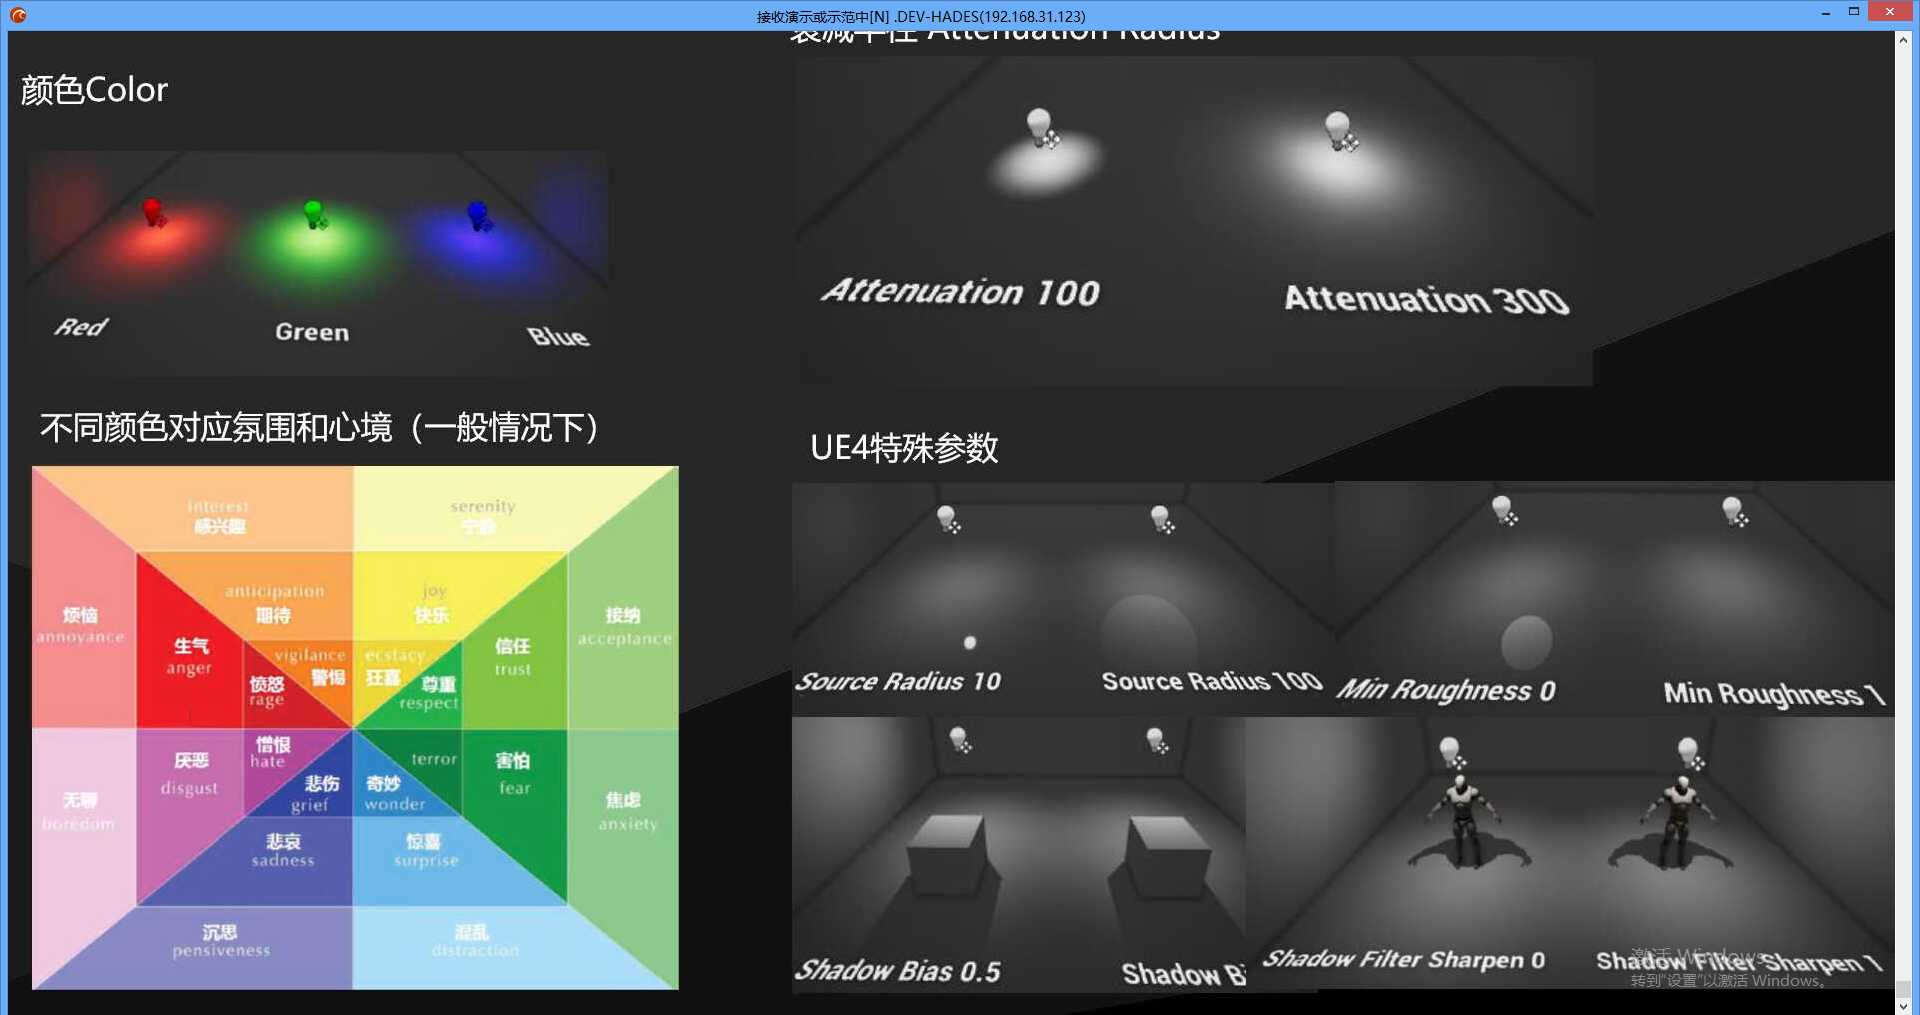 接收演示或示范中[N] .DEV-HADES(192.168.31.123)
衰减半径 Attenuation Radius
颜色Color
Red
Green
Blue
Attenuation 100
Attenuation 300
不同颜色对应氛围和心境（一般情况下）
interest
感兴趣
serenity
宁静
anticipation
期待
joy
快乐
烦恼
annoyance
生气
anger
vigilance
警惕
ecstacy
狂喜
信任
trust
接纳
acceptance
愤怒
rage
尊重
respect
厌恶
disgust
憎恨
hate
悲伤
grief
奇妙
wonder
terror
害怕
fear
无聊
boredom
焦虑
anxiety
悲哀
sadness
惊喜
surprise
沉思
pensiveness
混乱
distraction
UE4特殊参数
Source Radius 10
Source Radius 100
Min Roughness 0
Min Roughness 1
Shadow Bias 0.5
Shadow Bi
Shadow Filter Sharpen 0
Shadow Filter Sharpen 1
激活 Windows
转到"设置"以激活 Windows。